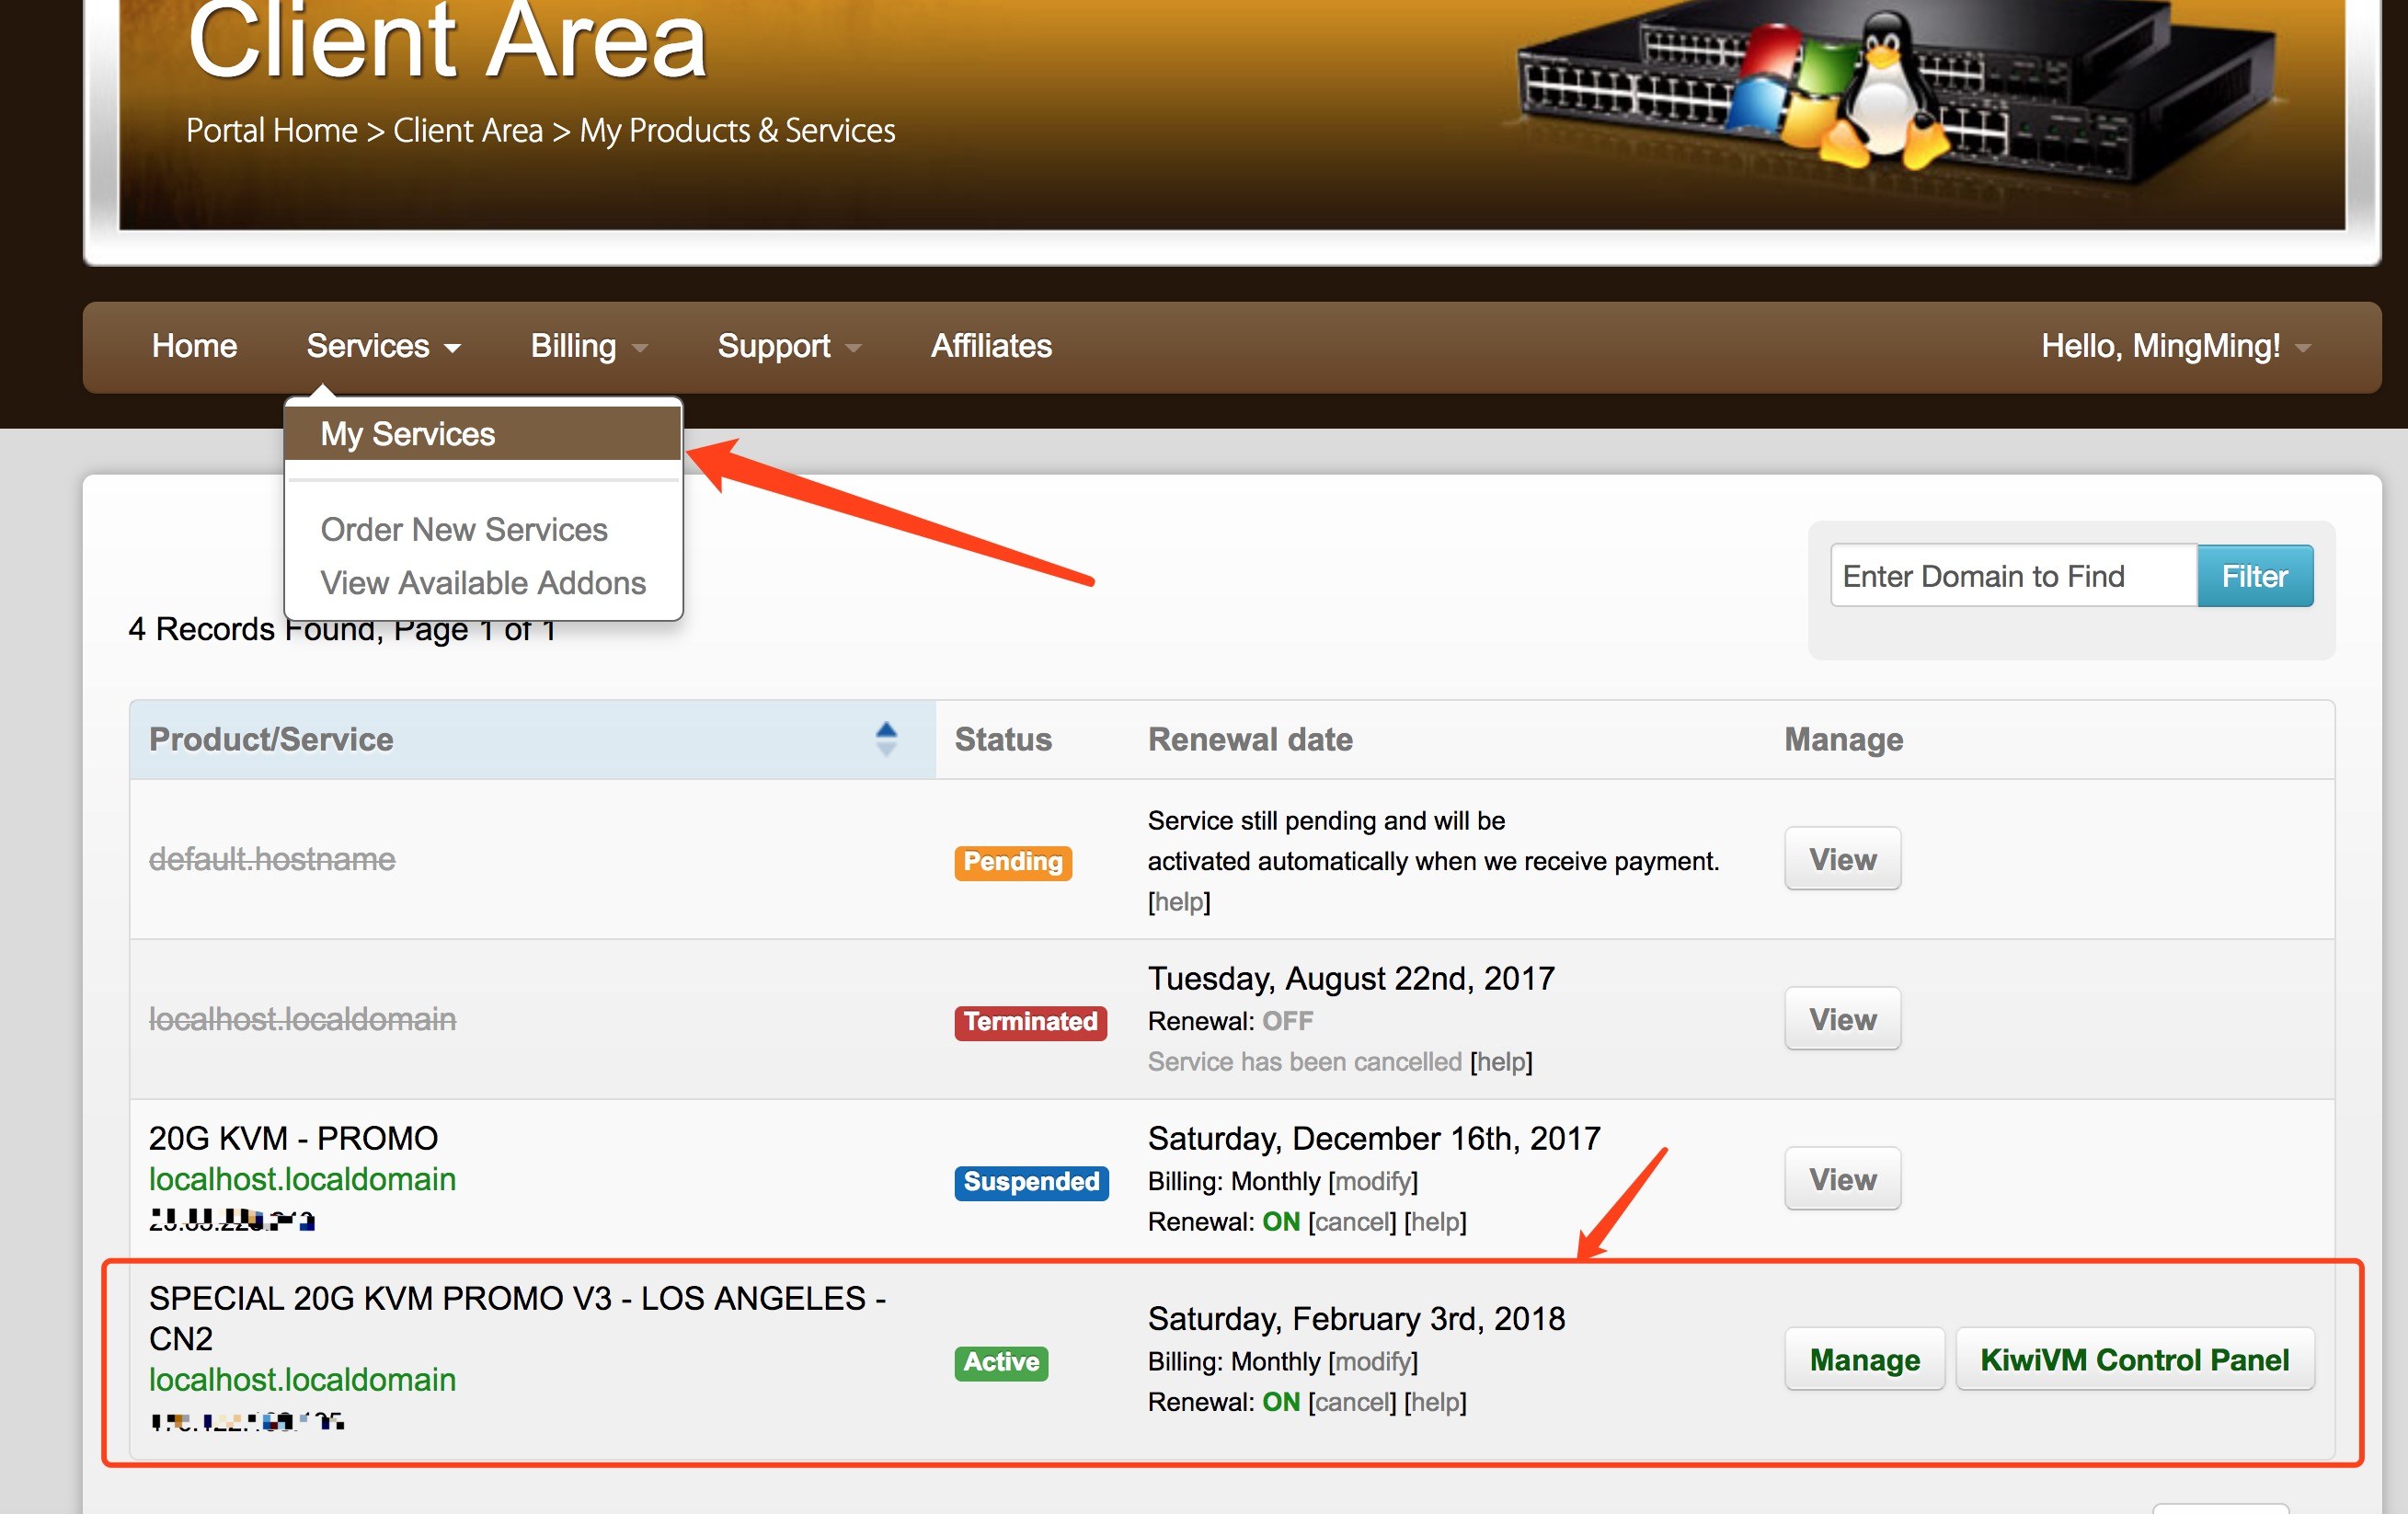 Client Area
Portal Home > Client Area > My Products & Services
Home Services Billing Support Affiliates Hello, MingMing!
My Services
Order New Services
View Available Addons
Enter Domain to Find Filter
4 Records Found, Page 1 of 1
Product/Service Status Renewal date Manage
default.hostname Pending Service still pending and will be
activated automatically when we receive payment.
[help]
View
localhost.localdomain Terminated Tuesday, August 22nd, 2017
Renewal: OFF
Service has been cancelled [help]
View
20G KVM - PROMO
localhost.localdomain
Suspended
Saturday, December 16th, 2017
Billing: Monthly [modify]
Renewal: ON [cancel] [help]
View
SPECIAL 20G KVM PROMO V3 - LOS ANGELES -
CN2
localhost.localdomain
Active
Saturday, February 3rd, 2018
Billing: Monthly [modify]
Renewal: ON [cancel] [help]
Manage KiwiVM Control Panel